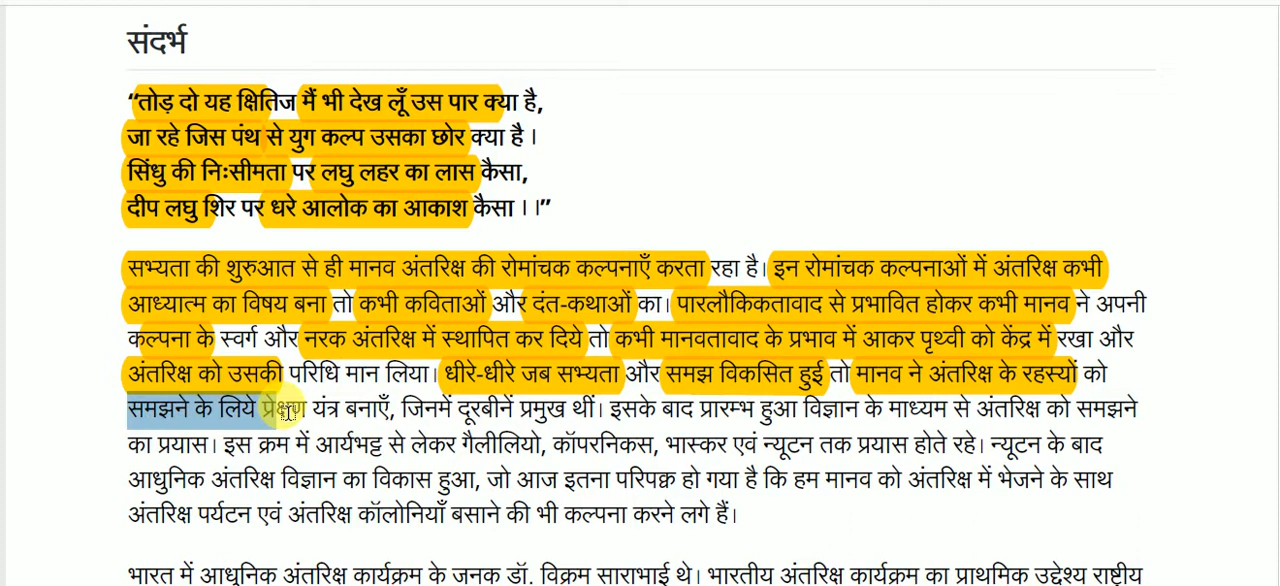 संदर्भ
“तोड़ दो यह क्षितिज मैं भी देख लूँ उस पार क्या है,
जा रहे जिस पंथ से युग कल्प उसका छोर क्या है ।
सिंधु की निःसीमता पर लघु लहर का लास कैसा,
दीप लघु शिर पर धरे आलोक का आकाश कैसा । ।”
सभ्यता की शुरुआत से ही मानव अंतरिक्ष की रोमांचक कल्पनाएँ करता रहा है। इन रोमांचक कल्पनाओं में अंतरिक्ष कभी
आध्यात्म का विषय बना तो कभी कविताओं और दंत-कथाओं का। पारलौकिकतावाद से प्रभावित होकर कभी मानव ने अपनी
कल्पना के स्वर्ग और नरक अंतरिक्ष में स्थापित कर दिये तो कभी मानवतावाद के प्रभाव में आकर पृथ्वी को केंद्र में रखा और
अंतरिक्ष को उसकी परिधि मान लिया। धीरे-धीरे जब सभ्यता और समझ विकसित हुई तो मानव ने अंतरिक्ष के रहस्यों को
समझने के लिये प्रेक्षण यंत्र बनाएँ, जिनमें दूरबीनें प्रमुख थीं। इसके बाद प्रारम्भ हुआ विज्ञान के माध्यम से अंतरिक्ष को समझने
का प्रयास। इस क्रम में आर्यभट्ट से लेकर गैलीलियो, कॉपरनिकस, भास्कर एवं न्यूटन तक प्रयास होते रहे। न्यूटन के बाद
आधुनिक अंतरिक्ष विज्ञान का विकास हुआ, जो आज इतना परिपक्व हो गया है कि हम मानव को अंतरिक्ष में भेजने के साथ
अंतरिक्ष पर्यटन एवं अंतरिक्ष कॉलोनियाँ बसाने की भी कल्पना करने लगे हैं।
भारत में आधुनिक अंतरिक्ष कार्यक्रम के जनक डॉ. विक्रम साराभाई थे। भारतीय अंतरिक्ष कार्यक्रम का प्राथमिक उद्देश्य राष्ट्रीय